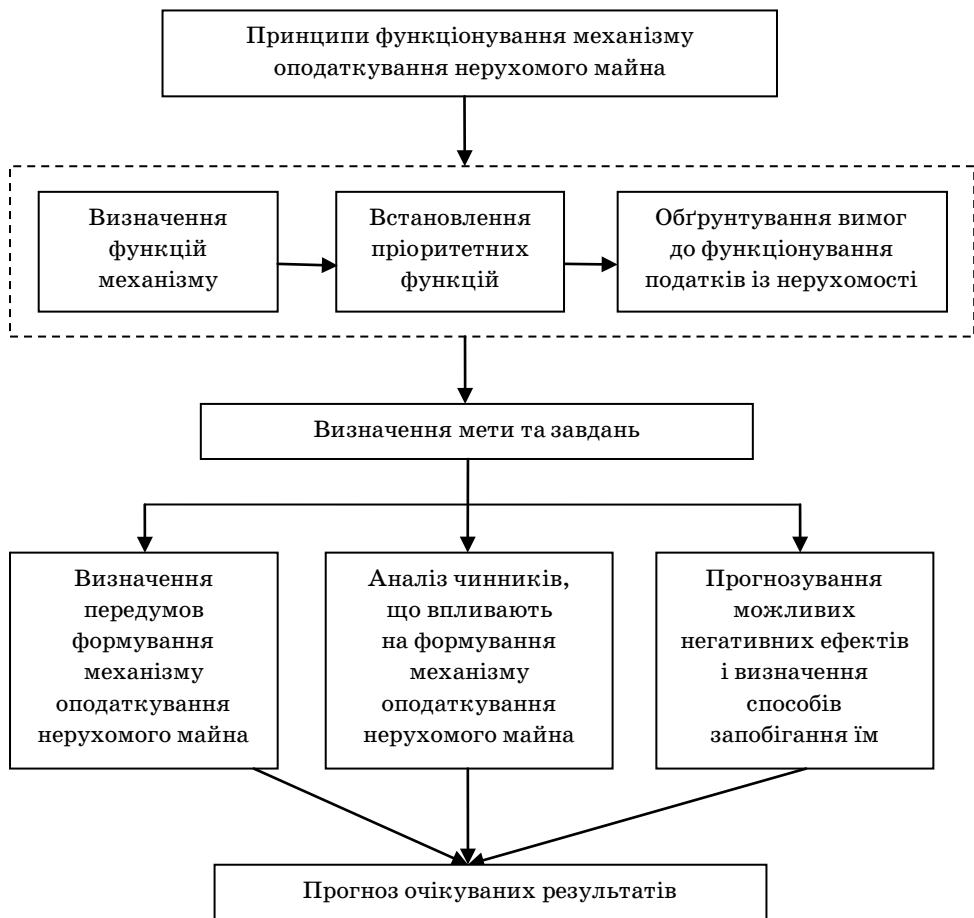 Принципи функціонування механізму
оподаткування нерухомого майна
Визначення
функцій
механізму
Встановлення
пріоритетних
функцій
Обґрунтування вимог
до функціонування
податків із нерухомості
Визначення мети та завдань
Визначення
передумов
формування
механізму
оподаткування
нерухомого майна
Аналіз чинників,
що впливають
на формування
механізму
оподаткування
нерухомого майна
Прогнозування
можливих
негативних ефектів
і визначення
способів
запобігання їм
Прогноз очікуваних результатів